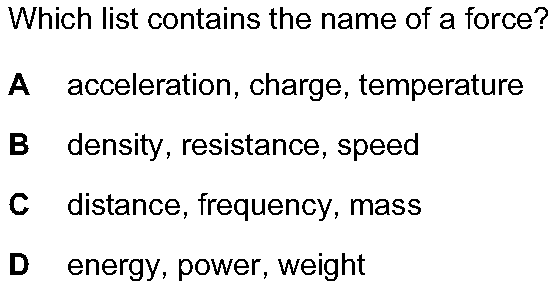 Which list contains the name of a force?
A acceleration, charge, temperature
B density, resistance, speed
C distance, frequency, mass
D energy, power, weight